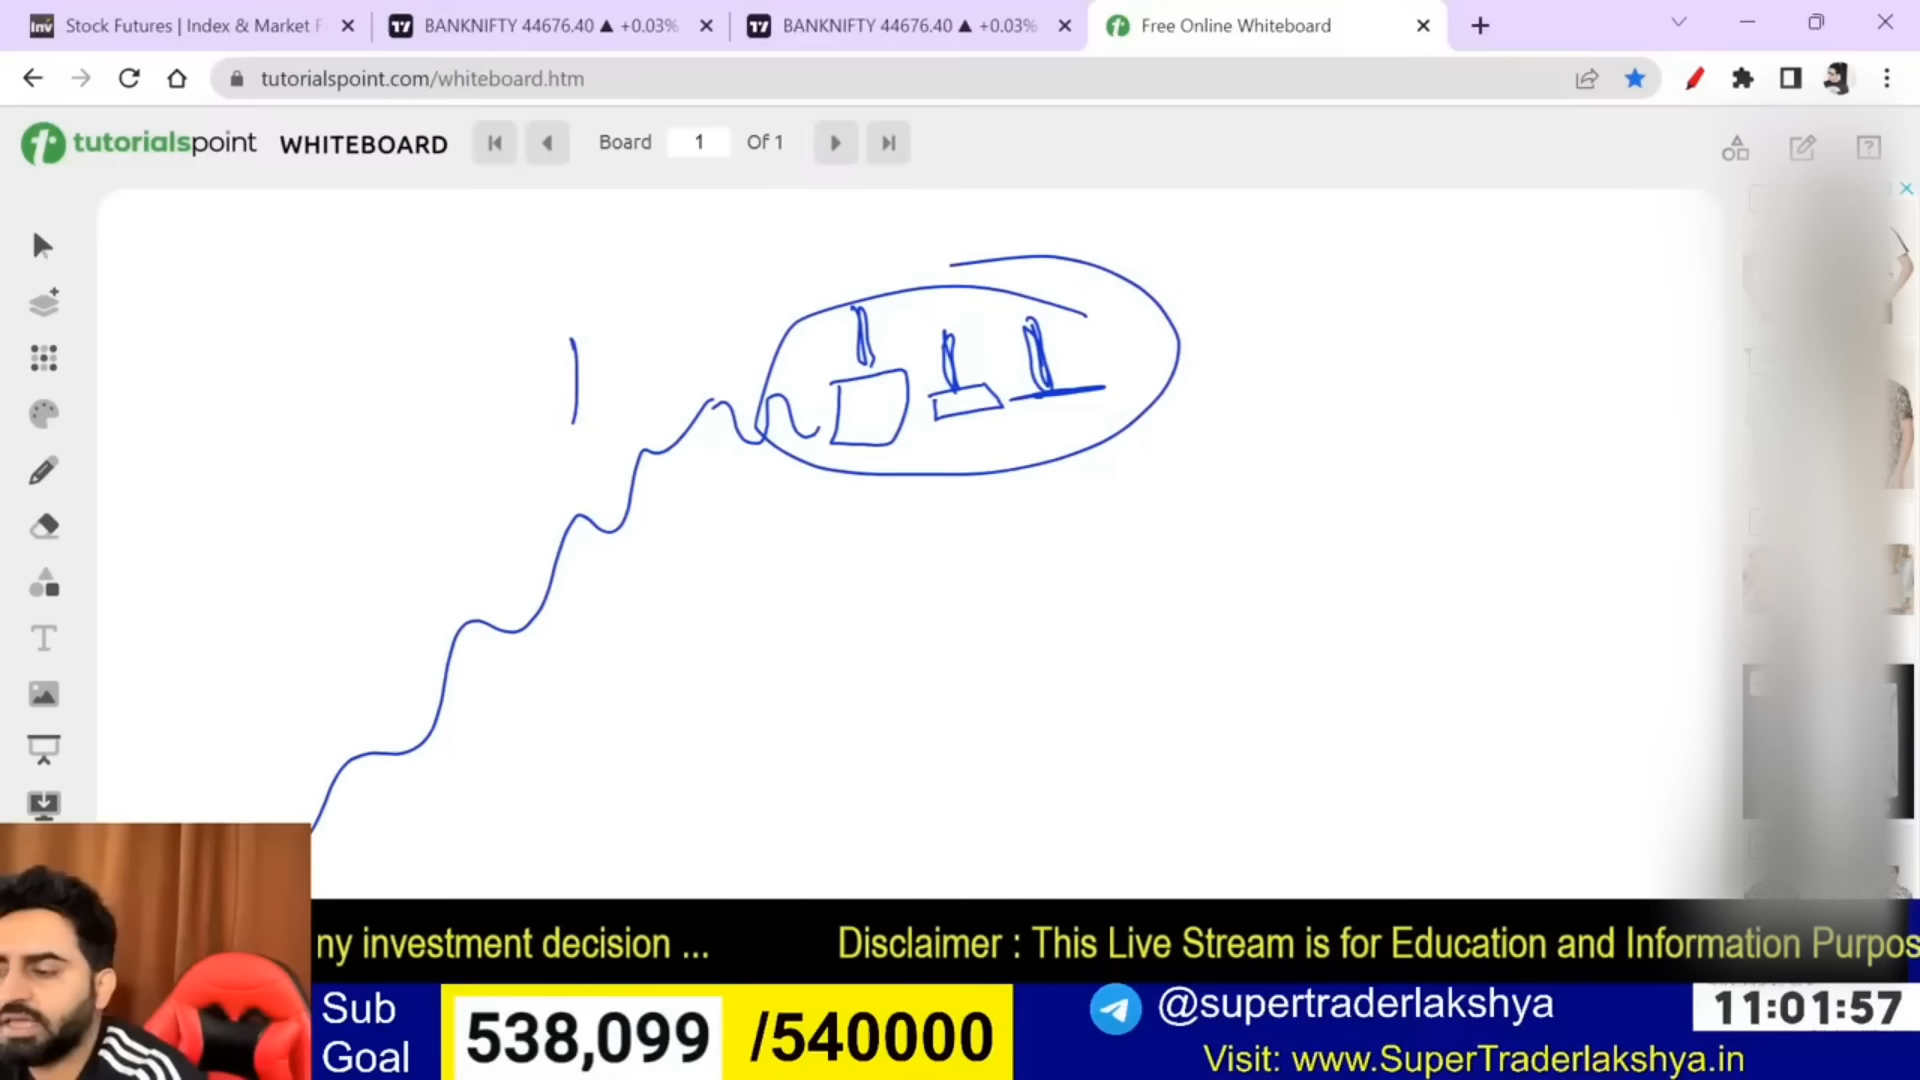 Stock Futures | Index & Market F
BANKNIFTY 44676.40 ▲ +0.03%
BANKNIFTY 44676.40 ▲ +0.03%
Free Online Whiteboard
tutorialspoint.com/whiteboard.htm
tutorialspoint WHITEBOARD Board 1 Of 1
ny investment decision ... Disclaimer : This Live Stream is for Education and Information Purpos
Sub
Goal
538,099 /540000
@supertraderlakshya
11:01:57
Visit: www.SuperTraderlakshya.in